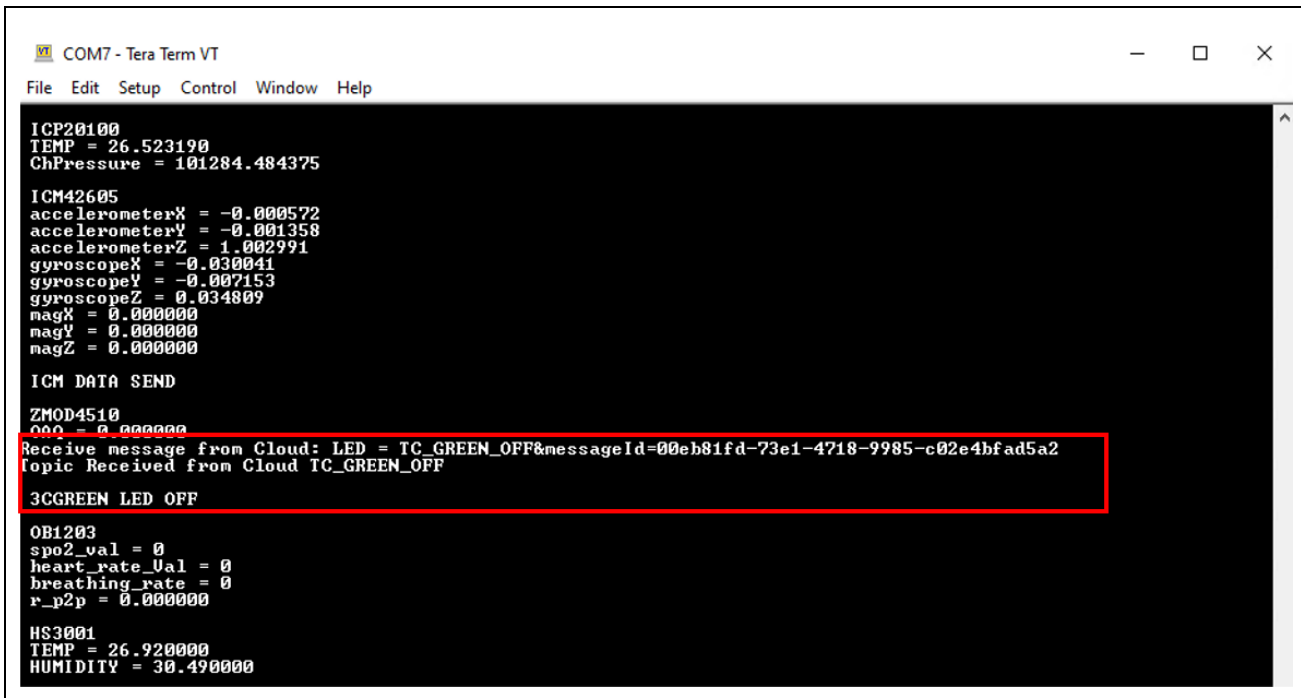 COM7 - Tera Term VT
File Edit Setup Control Window Help
ICP20100
TEMP = 26.523190
ChPressure = 101284.484375
ICM42605
accelerometerX = -0.000572
accelerometerY = -0.001358
accelerometerZ = 1.002991
gyroscopeX = -0.030041
gyroscopeY = -0.007153
gyroscopeZ = 0.034809
magX = 0.000000
magY = 0.000000
magZ = 0.000000
ICM DATA SEND
ZMOD4510
OAQ = 0.000000
Receive message from Cloud: LED = TC_GREEN_OFF&messageId=00eb81fd-73e1-4718-9985-c02e4bfad5a2
Topic Received from Cloud TC_GREEN_OFF
3CGREEN LED OFF
OB1203
spo2_val = 0
heart_rate_Val = 0
breathing_rate = 0
r_p2p = 0.000000
HS3001
TEMP = 26.920000
HUMIDITY = 30.490000